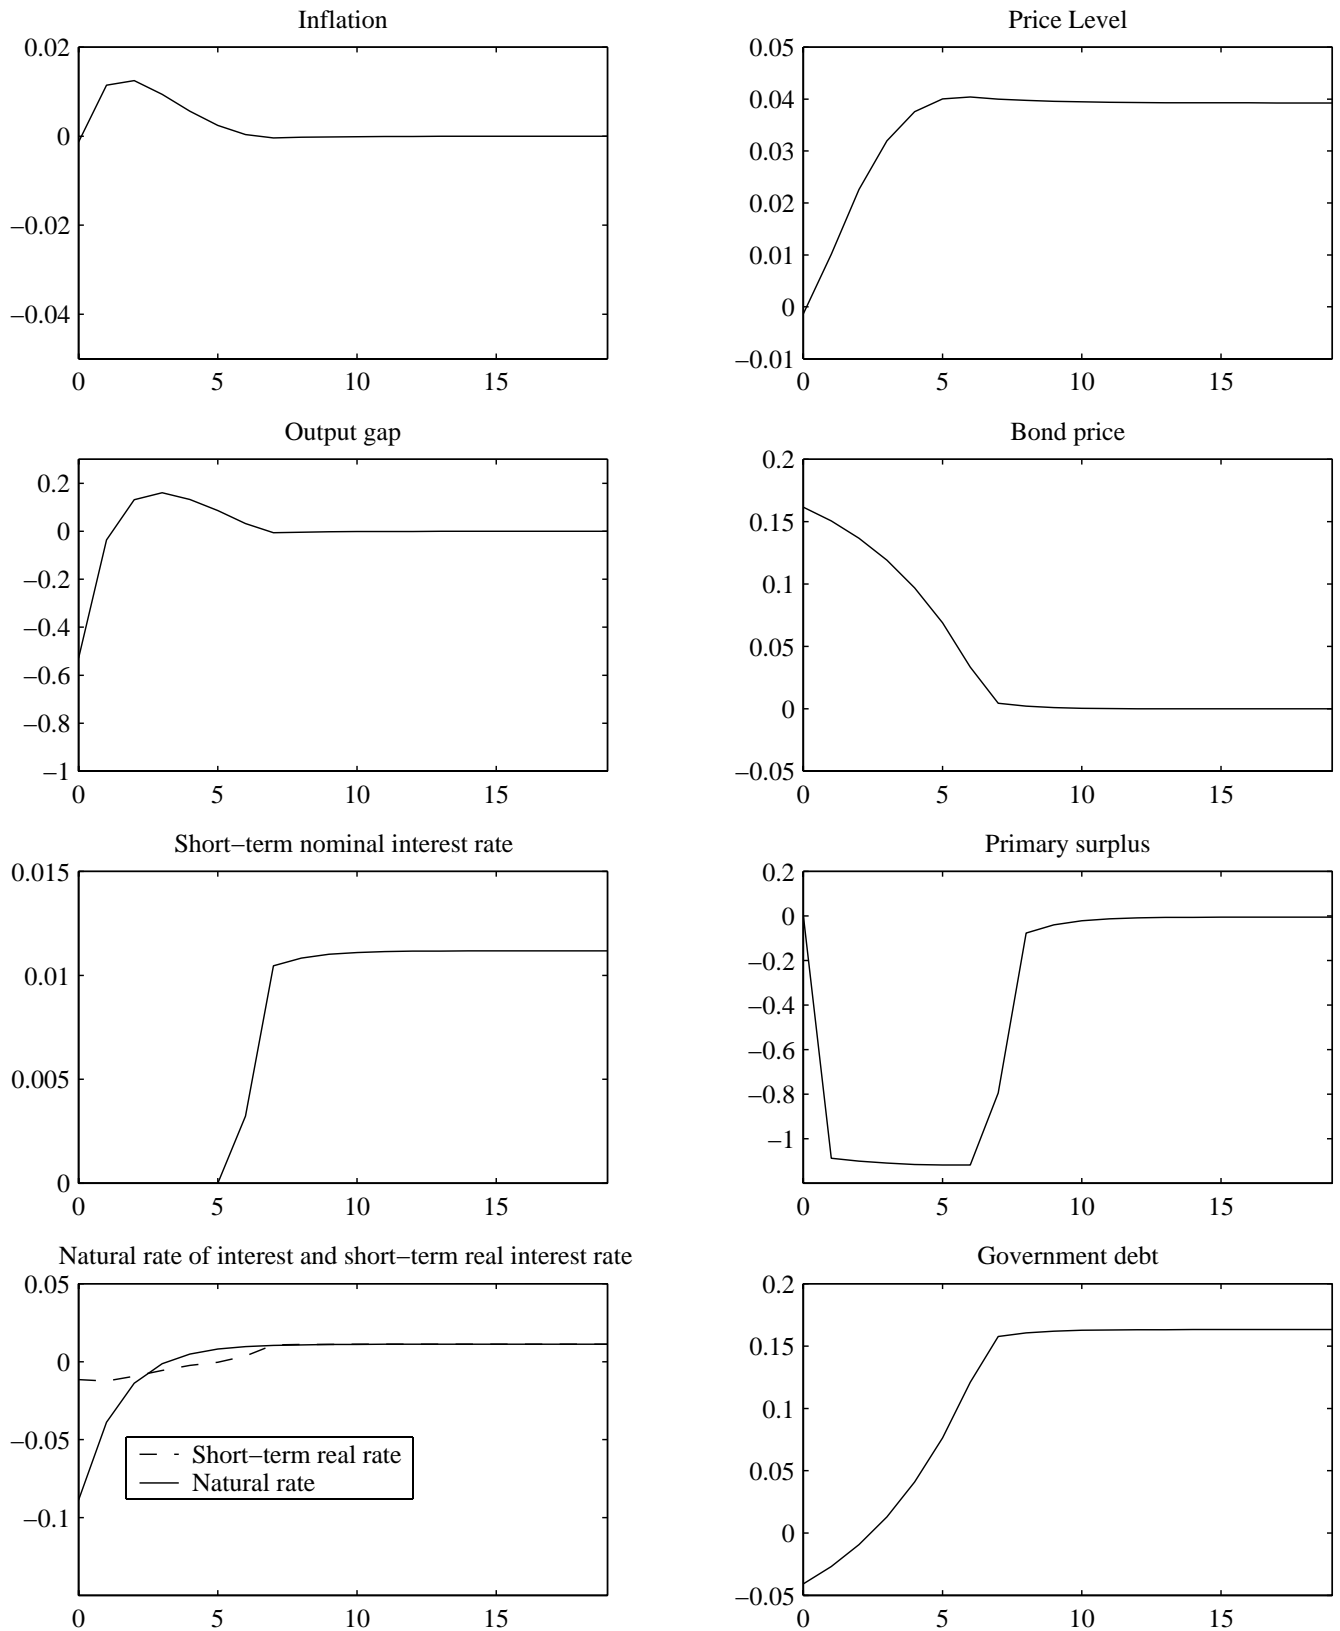 Inflation
0.02
0
−0.02
−0.04
0 5 10 15
Price Level
0.05
0.04
0.03
0.02
0.01
0
−0.01
0 5 10 15
Output gap
0.2
0
−0.2
−0.4
−0.6
−0.8
−1
0 5 10 15
Bond price
0.2
0.15
0.1
0.05
0
−0.05
0 5 10 15
Short−term nominal interest rate
0.015
0.01
0.005
0
0 5 10 15
Primary surplus
0.2
0
−0.2
−0.4
−0.6
−0.8
−1
0 5 10 15
Natural rate of interest and short−term real interest rate
0.05
0
−0.05
−0.1
Short−term real rate
Natural rate
0 5 10 15
Government debt
0.2
0.15
0.1
0.05
0
−0.05
0 5 10 15